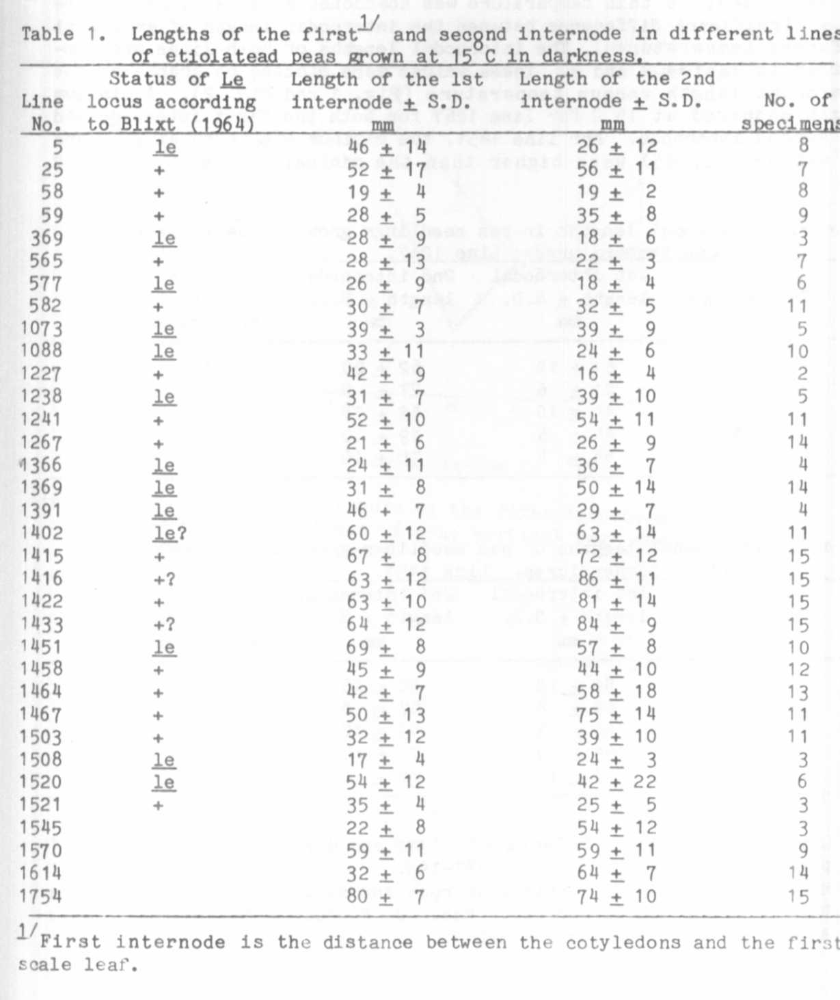 Table 1. Lengths of the first 1/ and second internode in different lines
of etiolatead peas grown at 15°C in darkness.
Status of Le Length of the 1st Length of the 2nd
Line locus according internode ± S.D. internode ± S.D. No. of
No. to Blixt (1964) mm mm specimens
5 le 46 ± 14 26 ± 12 8
25 + 52 ± 17 56 ± 11 7
58 + 19 ± 4 19 ± 2 8
59 + 28 ± 5 35 ± 8 9
369 le 28 ± 9 18 ± 6 3
565 + 28 ± 13 22 ± 3 7
577 le 26 ± 9 18 ± 4 6
582 + 30 ± 7 32 ± 5 11
1073 le 39 ± 3 39 ± 9 5
1088 le 33 ± 11 24 ± 6 10
1227 + 42 ± 9 16 ± 4 2
1238 le 31 ± 7 39 ± 10 5
1241 + 52 ± 10 54 ± 11 11
1267 + 21 ± 6 26 ± 9 14
1366 le 24 ± 11 36 ± 7 4
1369 le 31 ± 8 50 ± 14 14
1391 le 46 + 7 29 ± 7 4
1402 le? 60 ± 12 63 ± 14 11
1415 + 67 ± 8 72 ± 12 15
1416 +? 63 ± 12 86 ± 11 15
1422 + 63 ± 10 81 ± 14 15
1433 +? 64 ± 12 84 ± 9 15
1451 le 69 ± 8 57 ± 8 10
1458 + 45 ± 9 44 ± 10 12
1464 + 42 ± 7 58 ± 18 13
1467 + 50 ± 13 75 ± 14 11
1503 + 32 ± 12 39 ± 10 11
1508 le 17 ± 4 24 ± 3 3
1520 le 54 ± 12 42 ± 22 6
1521 + 35 ± 4 25 ± 5 3
1545 22 ± 8 54 ± 12 3
1570 59 ± 11 59 ± 11 9
1614 32 ± 6 64 ± 7 14
1754 80 ± 7 74 ± 10 15
1/ First internode is the distance between the cotyledons and the first
scale leaf.